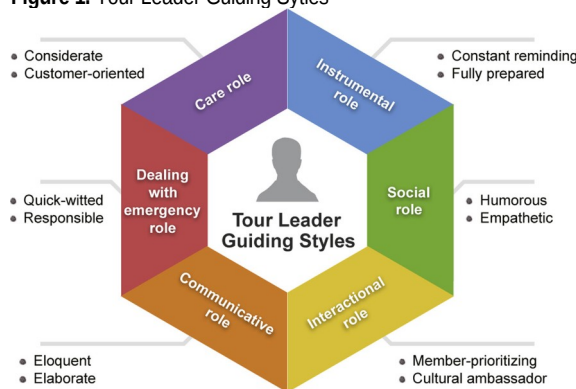 Figure 1. Tour Leader Guiding Sytles
Considerate
Customer-oriented
Care role
Instrumental
role
Constant reminding
Fully prepared
Quick-witted
Responsible
Dealing
with
emergency
role
Tour Leader
Guiding Styles
Social
role
Humorous
Empathetic
Eloquent
Elaborate
Communicative
role
Interactional
role
Member-prioritizing
Cultural ambassador